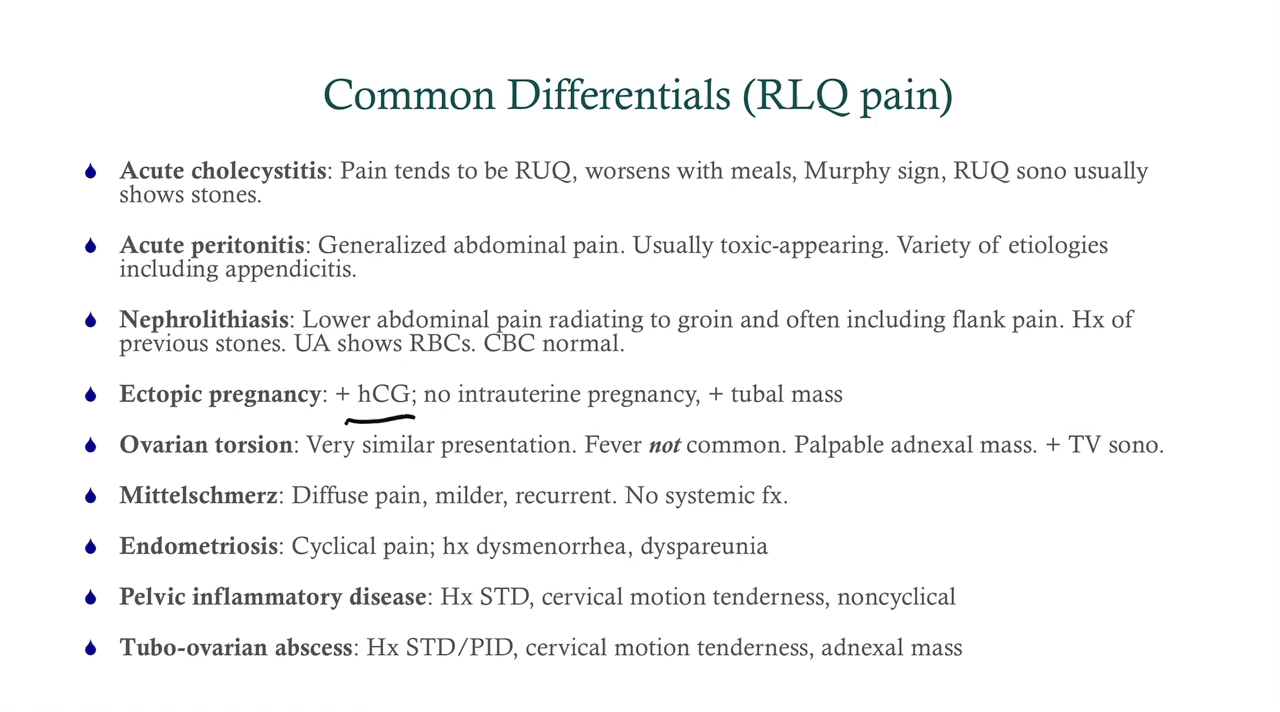 Common Differentials (RLQ pain)
Acute cholecystitis: Pain tends to be RUQ, worsens with meals, Murphy sign, RUQ sono usually
shows stones.
Acute peritonitis: Generalized abdominal pain. Usually toxic-appearing. Variety of etiologies
including appendicitis.
Nephrolithiasis: Lower abdominal pain radiating to groin and often including flank pain. Hx of
previous stones. UA shows RBCs. CBC normal.
Ectopic pregnancy: + hCG; no intrauterine pregnancy, + tubal mass
Ovarian torsion: Very similar presentation. Fever not common. Palpable adnexal mass. + TV sono.
Mittelschmerz: Diffuse pain, milder, recurrent. No systemic fx.
Endometriosis: Cyclical pain; hx dysmenorrhea, dyspareunia
Pelvic inflammatory disease: Hx STD, cervical motion tenderness, noncyclical
Tubo-ovarian abscess: Hx STD/PID, cervical motion tenderness, adnexal mass